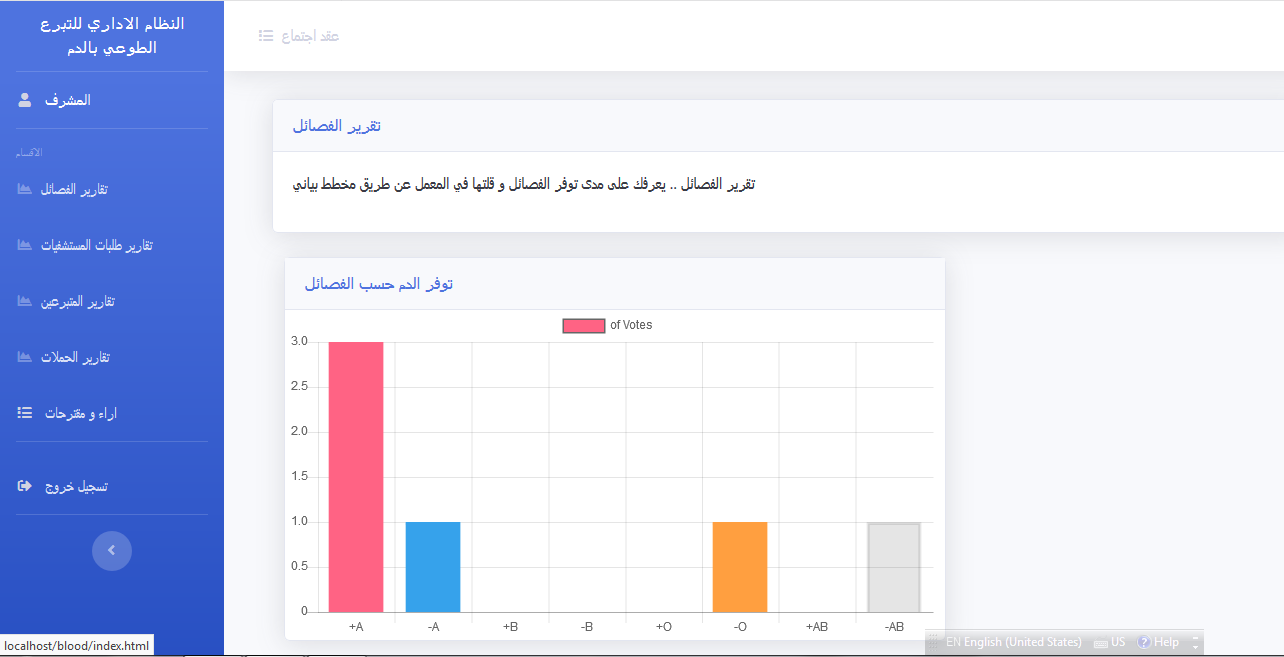 النظام الاداري للتبرع
الطوعي بالدم
المشرف
الاقسام
تقارير الفصائل
تقارير طلبات المستشفيات
تقارير المتبرعين
تقارير الحملات
اراء و مقترحات
تسجيل خروج
عقد اجتماع
تقرير الفصائل
تقرير الفصائل .. يعرفك على مدى توفر الفصائل و قلتها في المعمل عن طريق مخطط بياني
توفر الدم حسب الفصائل
of Votes
3.0
2.5
2.0
1.5
1.0
0.5
0
+A -A +B -B +O -O +AB -AB
localhost/blood/index.html
EN English (United States) US Help